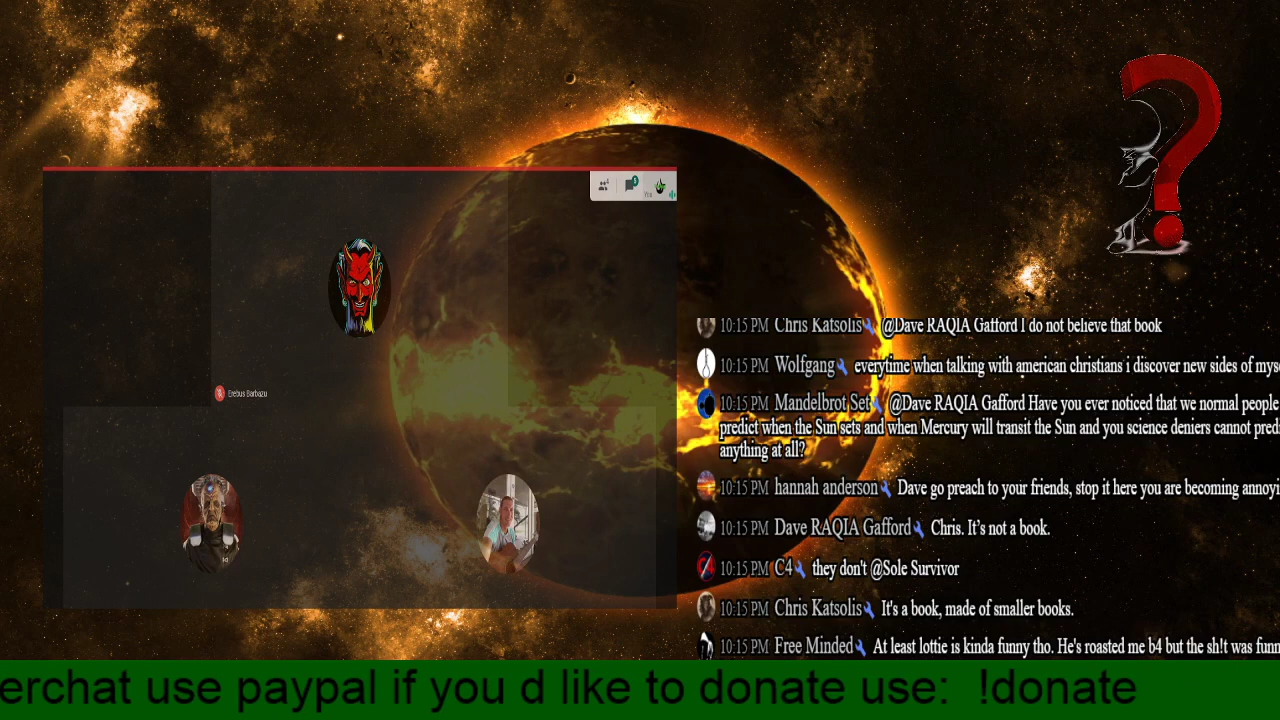 You
Erebus Barbazu
10:15 PM Chris Katsolis @Dave RAQIA Gafford I do not believe that book
10:15 PM Wolfgang everytime when talking with american christians i discover new sides of mys
10:15 PM Mandelbrot Set @Dave RAQIA Gafford Have you ever noticed that we normal people
predict when the Sun sets and when Mercury will transit the Sun and you science deniers cannot pred
anything at all?
10:15 PM hannah anderson Dave go preach to your friends, stop it here you are becoming annoyi
10:15 PM Dave RAQIA Gafford Chris. It’s not a book.
10:15 PM C4 they don't @Sole Survivor
10:15 PM Chris Katsolis It's a book, made of smaller books.
10:15 PM Free Minded At least lottie is kinda funny tho. He's roasted me b4 but the sh!t was fun
erchat use paypal if you d like to donate use: !donate